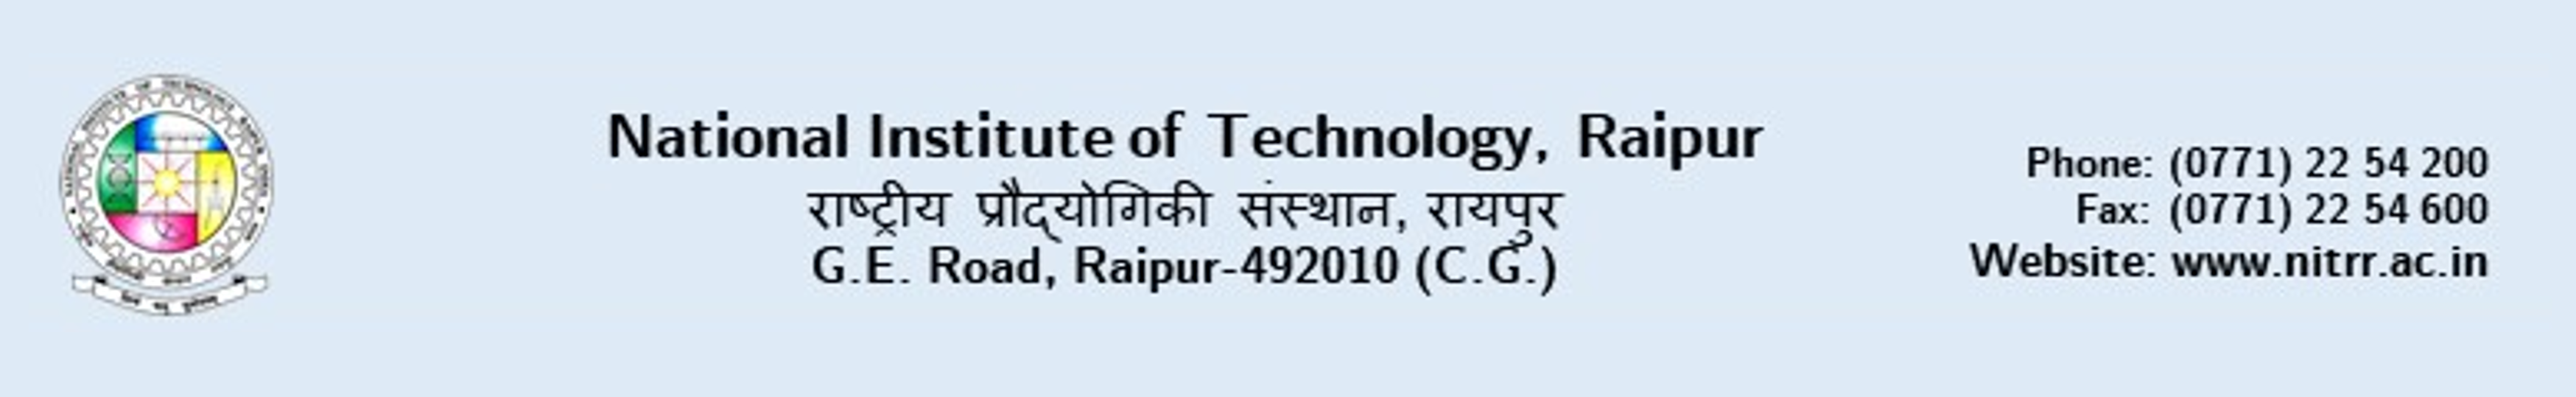 National Institute of Technology, Raipur
राष्ट्रीय प्रौद्योगिकी संस्थान, रायपुर
G.E. Road, Raipur-492010 (C.G.)
Phone: (0771) 22 54 200
Fax: (0771) 22 54 600
Website: www.nitrr.ac.in